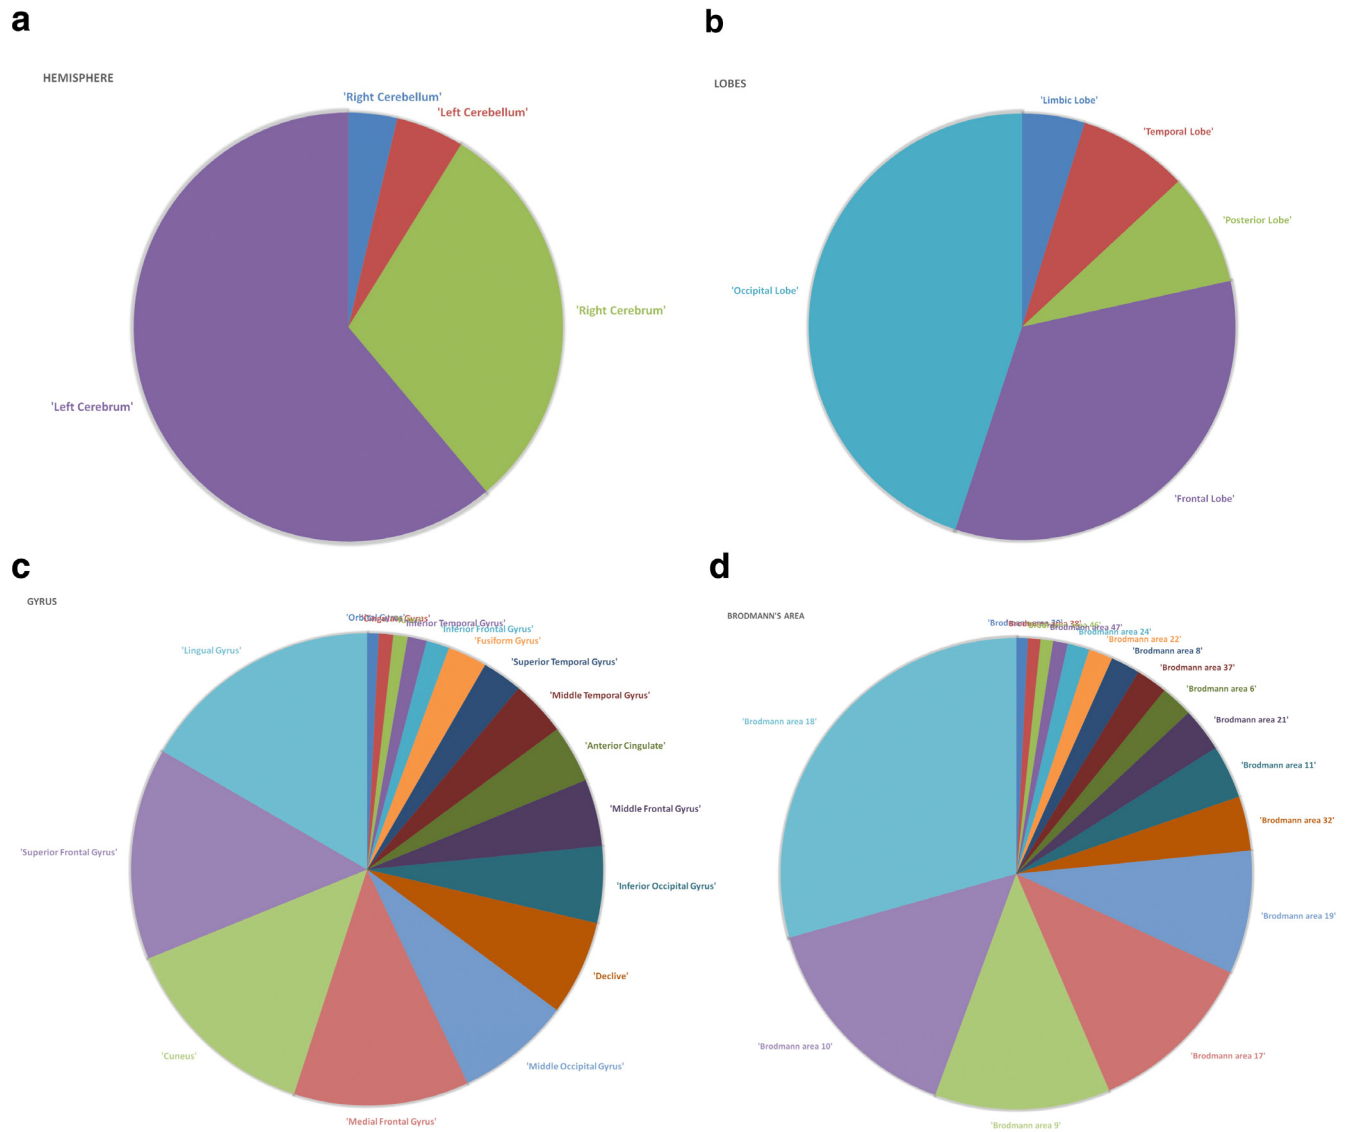 a
HEMISPHERE
'Right Cerebellum'
'Left Cerebellum'
'Right Cerebrum'
'Left Cerebrum'
b
LOBES
'Limbic Lobe'
'Temporal Lobe'
'Posterior Lobe'
'Occipital Lobe'
'Frontal Lobe'
c
GYRUS
'Inferior Temporal Gyrus'
'Inferior Frontal Gyrus'
'Fusiform Gyrus'
'Superior Temporal Gyrus'
'Middle Temporal Gyrus'
'Anterior Cingulate'
'Middle Frontal Gyrus'
'Inferior Occipital Gyrus'
'Declive'
'Middle Occipital Gyrus'
'Medial Frontal Gyrus'
'Cuneus'
'Superior Frontal Gyrus'
'Lingual Gyrus'
d
BRODMANN'S AREA
'Brodmann area 47'
'Brodmann area 24'
'Brodmann area 22'
'Brodmann area 8'
'Brodmann area 37'
'Brodmann area 6'
'Brodmann area 21'
'Brodmann area 11'
'Brodmann area 32'
'Brodmann area 19'
'Brodmann area 17'
'Brodmann area 9'
'Brodmann area 10'
'Brodmann area 18'